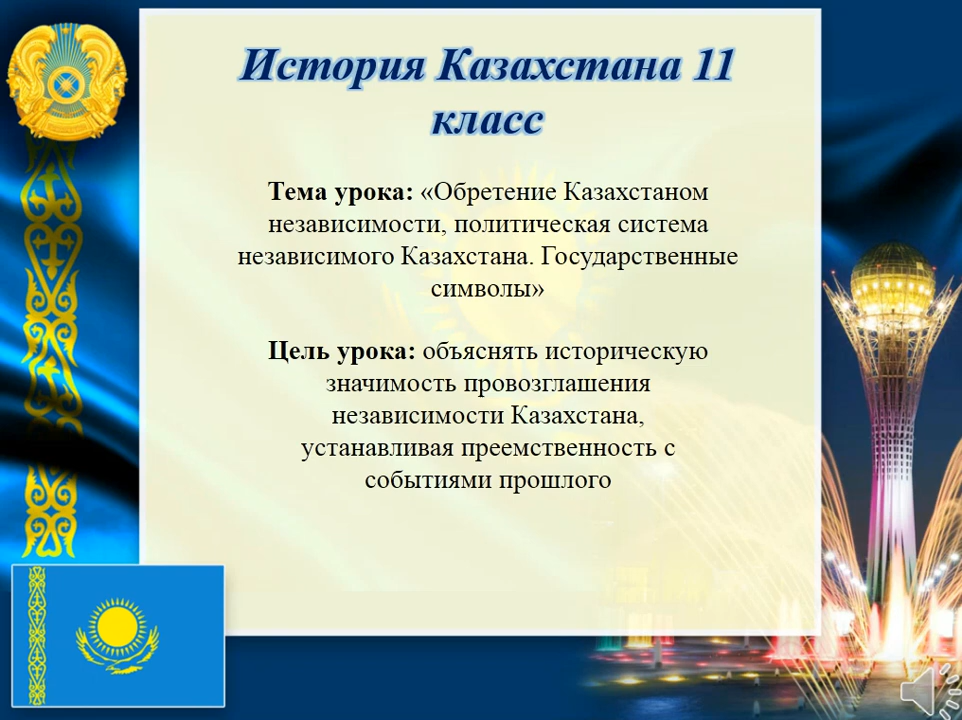 История Казахстана 11
класс
Тема урока: «Обретение Казахстаном
независимости, политическая система
независимого Казахстана. Государственные
символы»
Цель урока: объяснять историческую
значимость провозглашения
независимости Казахстана,
устанавливая преемственность с
событиями прошлого